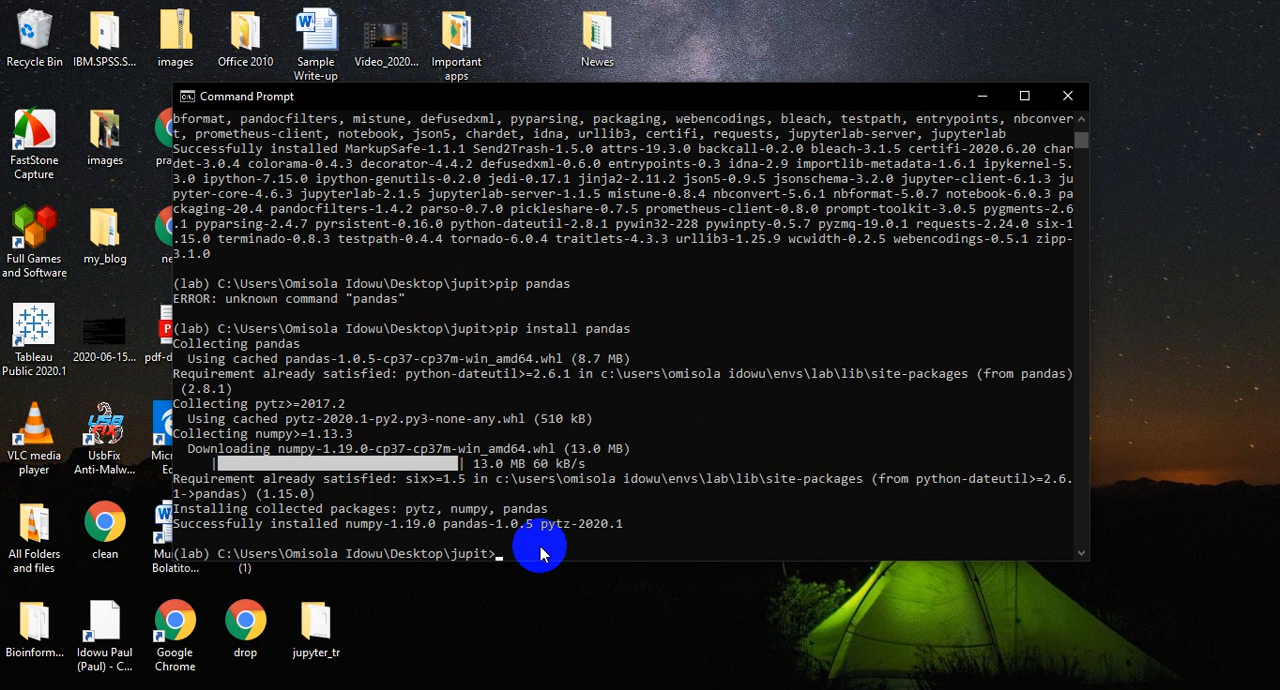 Recycle Bin
IBM.SPSS.S...
images
Office 2010
Sample
Write-up
Video_2020...
Important
apps
Newes
FastStone
Capture
images
pra
Full Games
and Software
my_blog
ne
Tableau
Public 2020.1
2020-06-15...
pdf-d
VLC media
player
UsbFix
Anti-Malw...
Micr
Ed
All Folders
and files
clean
Mu
Bolatito...
(1)
Bioinform...
Idowu Paul
(Paul) - C...
Google
Chrome
drop
jupyter_tr
Command Prompt
bformat, pandocfilters, mistune, defusedxml, pyparsing, packaging, webencodings, bleach, testpath, entrypoints, nbconver
t, prometheus-client, notebook, json5, chardet, idna, urllib3, certifi, requests, jupyterlab-server, jupyterlab
Successfully installed MarkupSafe-1.1.1 Send2Trash-1.5.0 attrs-19.3.0 backcall-0.2.0 bleach-3.1.5 certifi-2020.6.20 char
det-3.0.4 colorama-0.4.3 decorator-4.4.2 defusedxml-0.6.0 entrypoints-0.3 idna-2.9 importlib-metadata-1.6.1 ipykernel-5.
3.0 ipython-7.15.0 ipython-genutils-0.2.0 jedi-0.17.1 jinja2-2.11.2 json5-0.9.5 jsonschema-3.2.0 jupyter-client-6.1.3 ju
pyter-core-4.6.3 jupyterlab-2.1.5 jupyterlab-server-1.1.5 mistune-0.8.4 nbconvert-5.6.1 nbformat-5.0.7 notebook-6.0.3 pa
ckaging-20.4 pandocfilters-1.4.2 parso-0.7.0 pickleshare-0.7.5 prometheus-client-0.8.0 prompt-toolkit-3.0.5 pygments-2.6
.1 pyparsing-2.4.7 pyrsistent-0.16.0 python-dateutil-2.8.1 pywin32-228 pywinpty-0.5.7 pyzmq-19.0.1 requests-2.24.0 six-1
.15.0 terminado-0.8.3 testpath-0.4.4 tornado-6.0.4 traitlets-4.3.3 urllib3-1.25.9 wcwidth-0.2.5 webencodings-0.5.1 zipp-
3.1.0
(lab) C:\Users\Omisola Idowu\Desktop\jupit>pip pandas
ERROR: unknown command "pandas"
(lab) C:\Users\Omisola Idowu\Desktop\jupit>pip install pandas
Collecting pandas
Using cached pandas-1.0.5-cp37-cp37m-win_amd64.whl (8.7 MB)
Requirement already satisfied: python-dateutil>=2.6.1 in c:\users\omisola idowu\envs\lab\lib\site-packages (from pandas)
(2.8.1)
Collecting pytz>=2017.2
Using cached pytz-2020.1-py2.py3-none-any.whl (510 kB)
Collecting numpy>=1.13.3
Downloading numpy-1.19.0-cp37-cp37m-win_amd64.whl (13.0 MB)
| | 13.0 MB 60 kB/s
Requirement already satisfied: six>=1.5 in c:\users\omisola idowu\envs\lab\lib\site-packages (from python-dateutil>=2.6.
1->pandas) (1.15.0)
Installing collected packages: pytz, numpy, pandas
Successfully installed numpy-1.19.0 pandas-1.0.5 pytz-2020.1
(lab) C:\Users\Omisola Idowu\Desktop\jupit>